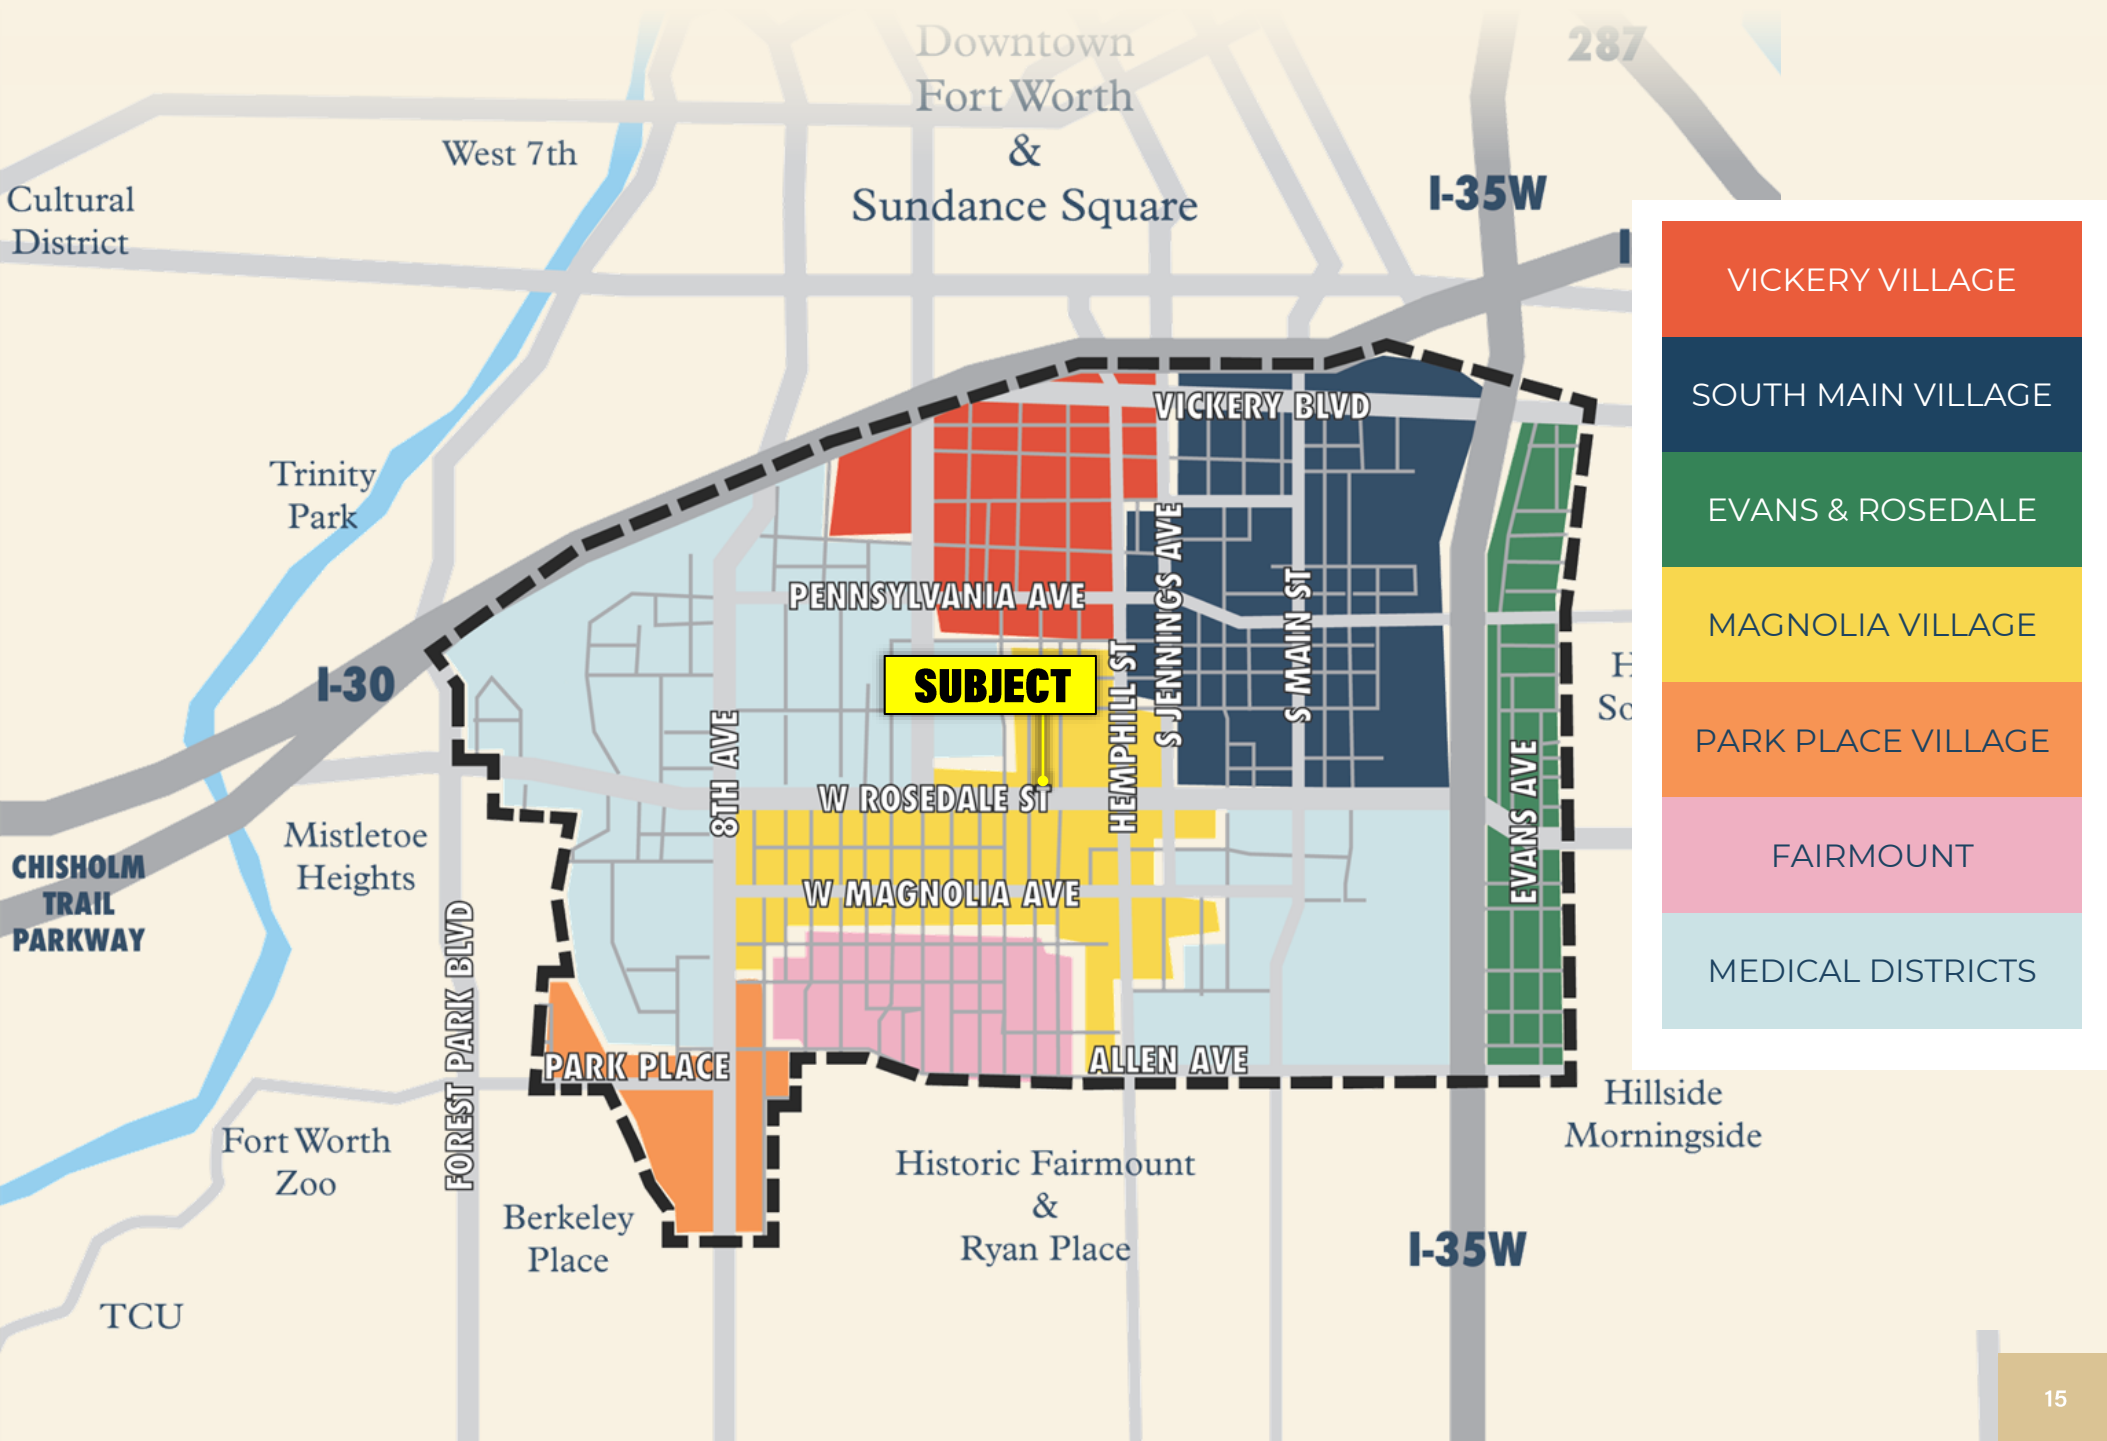 Downtown
Fort Worth
&
Sundance Square
287
West 7th
Cultural
District
I-35W
VICKERY VILLAGE
SOUTH MAIN VILLAGE
EVANS & ROSEDALE
MAGNOLIA VILLAGE
PARK PLACE VILLAGE
FAIRMOUNT
MEDICAL DISTRICTS
VICKERY BLVD
Trinity
Park
PENNSYLVANIA AVE
S JENNINGS AVE
S MAIN ST
HEMPHILL ST
SUBJECT
I-30
8TH AVE
W ROSEDALE ST
EVANS AVE
Mistletoe
Heights
CHISHOLM
TRAIL
PARKWAY
W MAGNOLIA AVE
FOREST PARK BLVD
PARK PLACE
ALLEN AVE
Hillside
Morningside
Fort Worth
Zoo
Berkeley
Place
Historic Fairmount
&
Ryan Place
I-35W
TCU
15